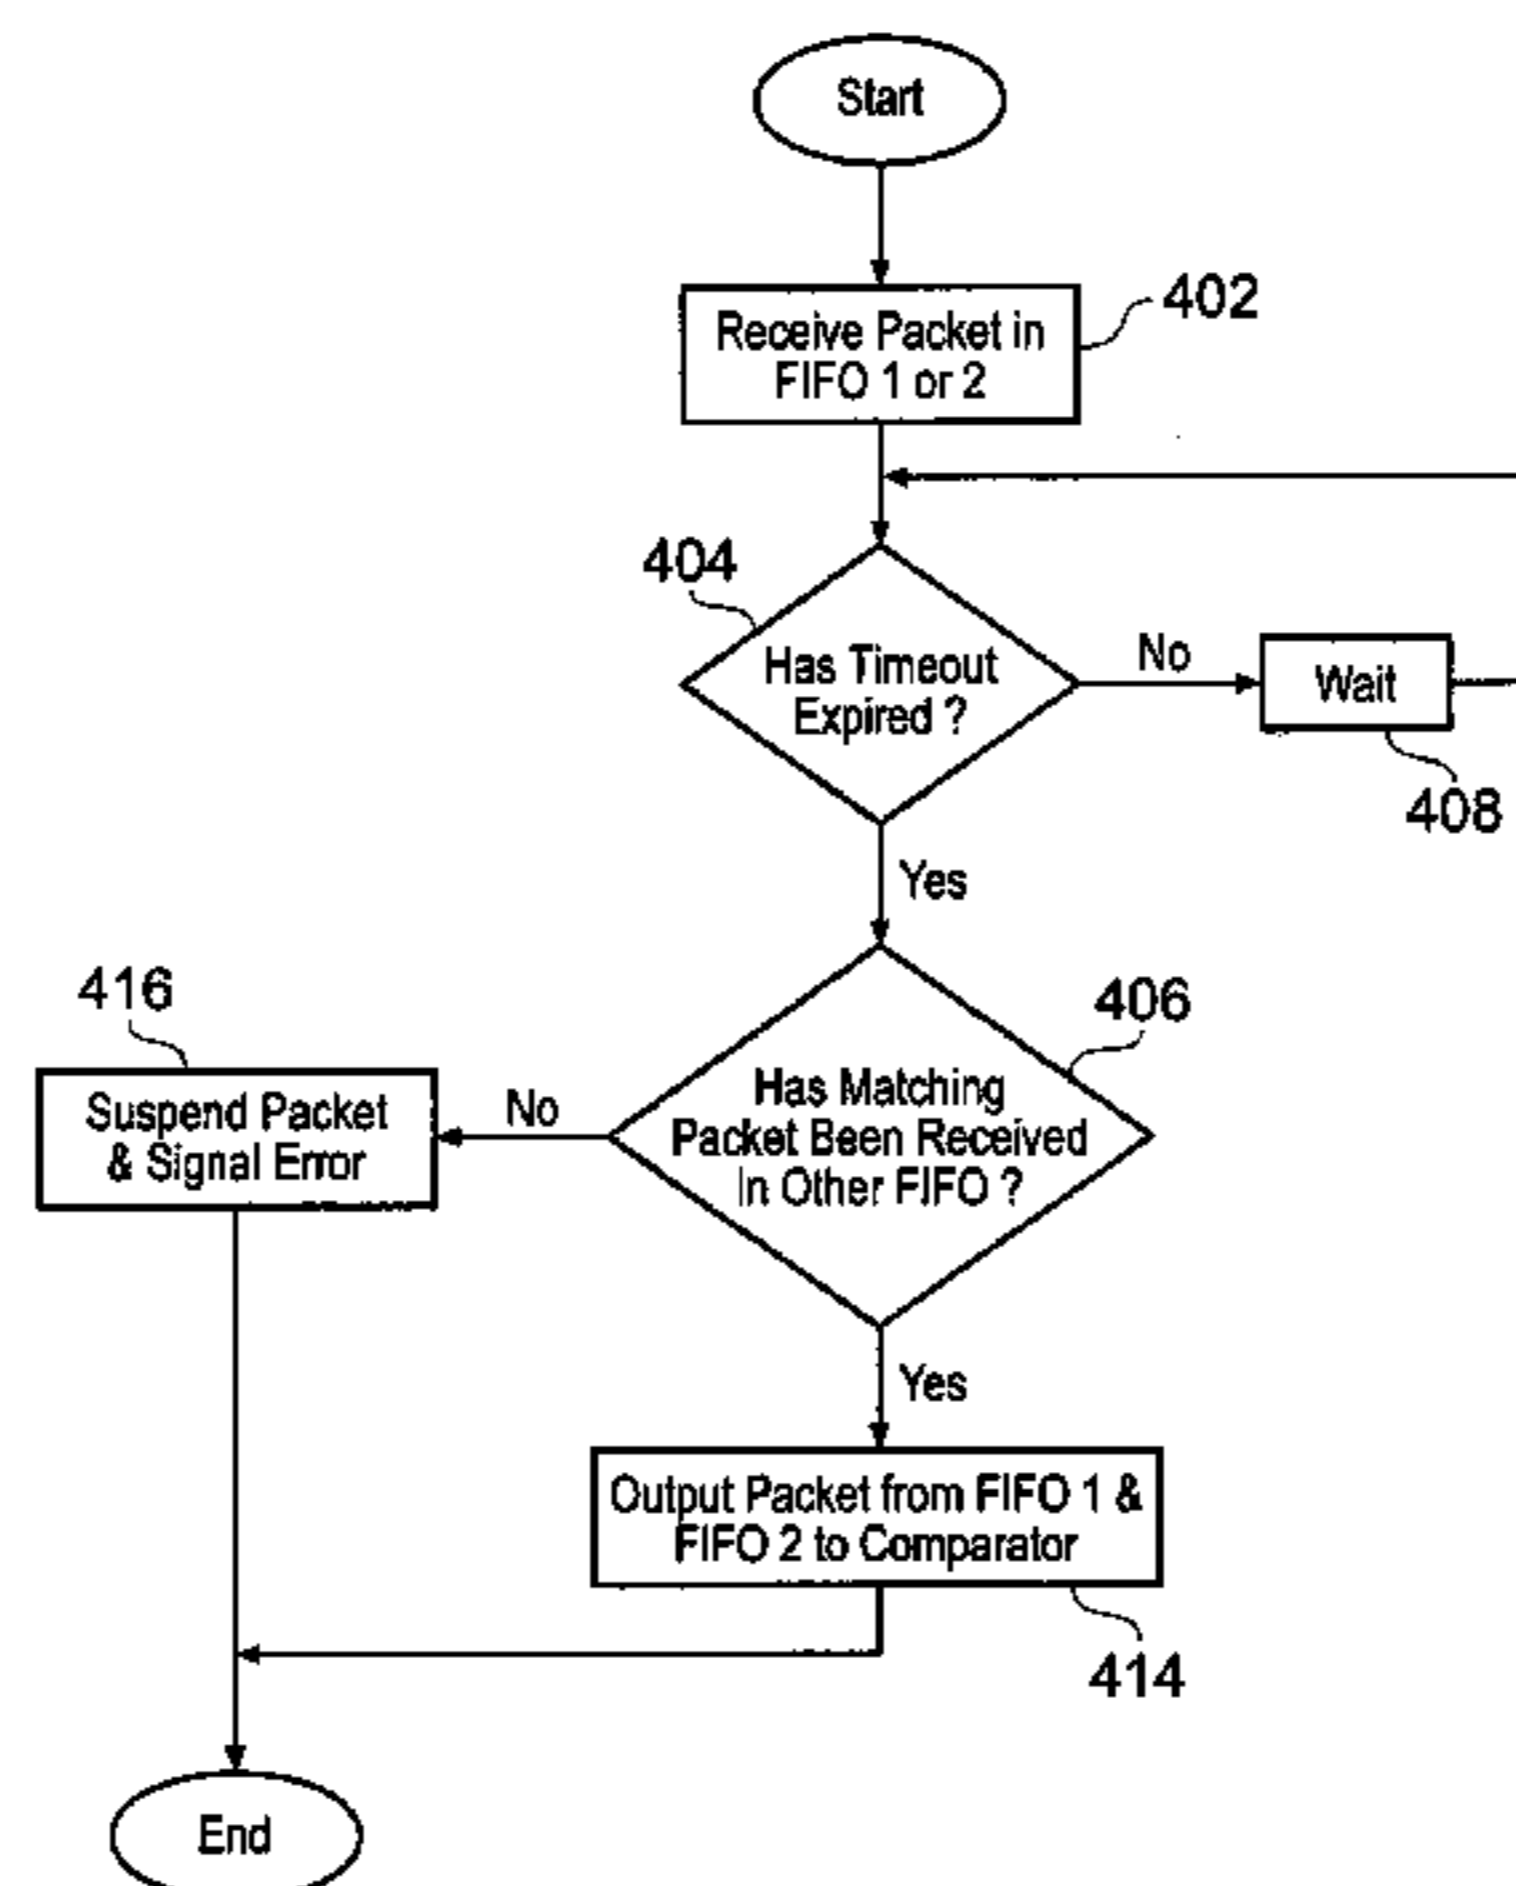 Start
402
Receive Packet in
FIFO 1 or 2
404
Has Timeout
Expired ?
No
Wait
408
Yes
416
406
Suspend Packet
& Signal Error
No
Has Matching
Packet Been Received
In Other FIFO ?
Yes
Output Packet from FIFO 1 &
FIFO 2 to Comparator
414
End